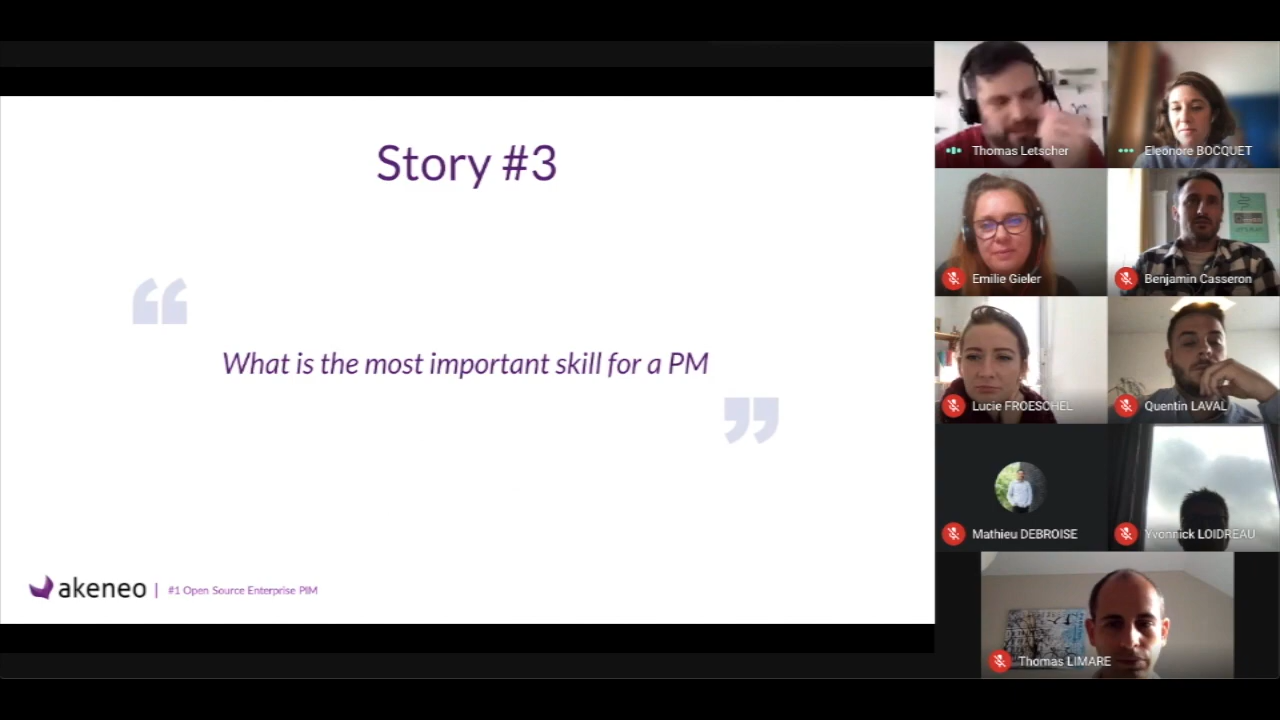 Story #3
“
What is the most important skill for a PM
”
akeneo | #1 Open Source Enterprise PIM
Thomas Letscher
Eleonore BOCQUET
Emilie Gieler
Benjamin Casseron
Lucie FROESCHEL
Quentin LAVAL
Mathieu DEBROISE
Yvonnick LOIDREAU
Thomas LIMARE